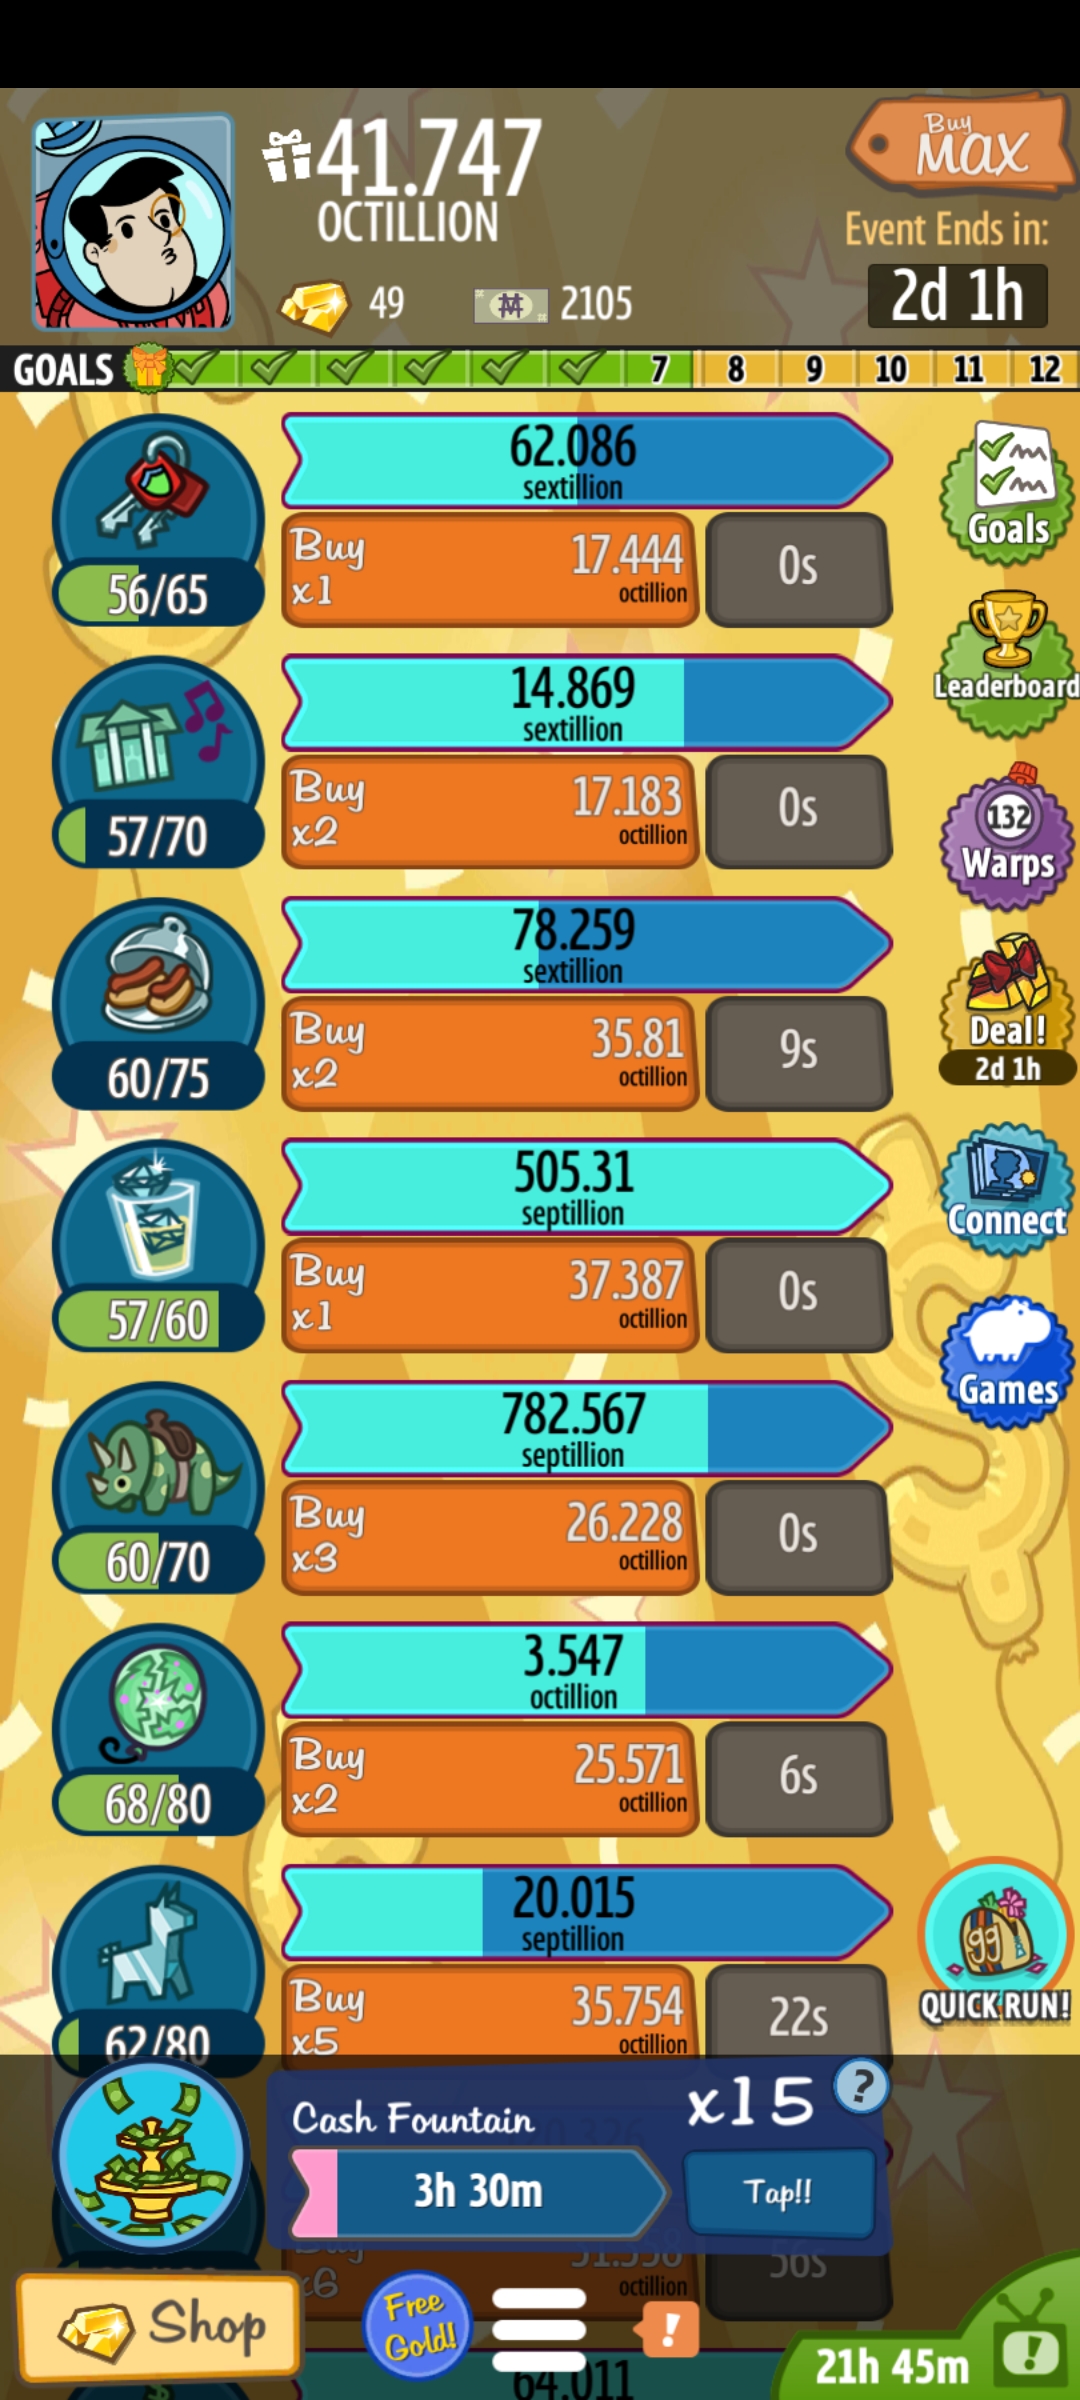 41.747
OCTILLION
49
2105
Buy
MAX
Event Ends in:
2d 1h
GOALS
7 8 9 10 11 12
62.086
sextillion
56/65
Buy
x1
17.444
octillion
0s
Goals
14.869
sextillion
57/70
Buy
x2
17.183
octillion
0s
Leaderboard
78.259
sextillion
60/75
Buy
x2
35.81
octillion
9s
132
Warps
Deal!
2d 1h
505.31
septillion
57/60
Buy
x1
37.387
octillion
0s
Connect
782.567
septillion
60/70
Buy
x3
26.228
octillion
0s
Games
3.547
octillion
68/80
Buy
x2
25.571
octillion
6s
20.015
septillion
62/80
Buy
x5
35.754
octillion
22s
gg
QUICK RUN!
Cash Fountain
x15
?
3h 30m
Tap!!
x6
octillion
56s
Shop
Free
Gold!
!
64.011
21h 45m
!